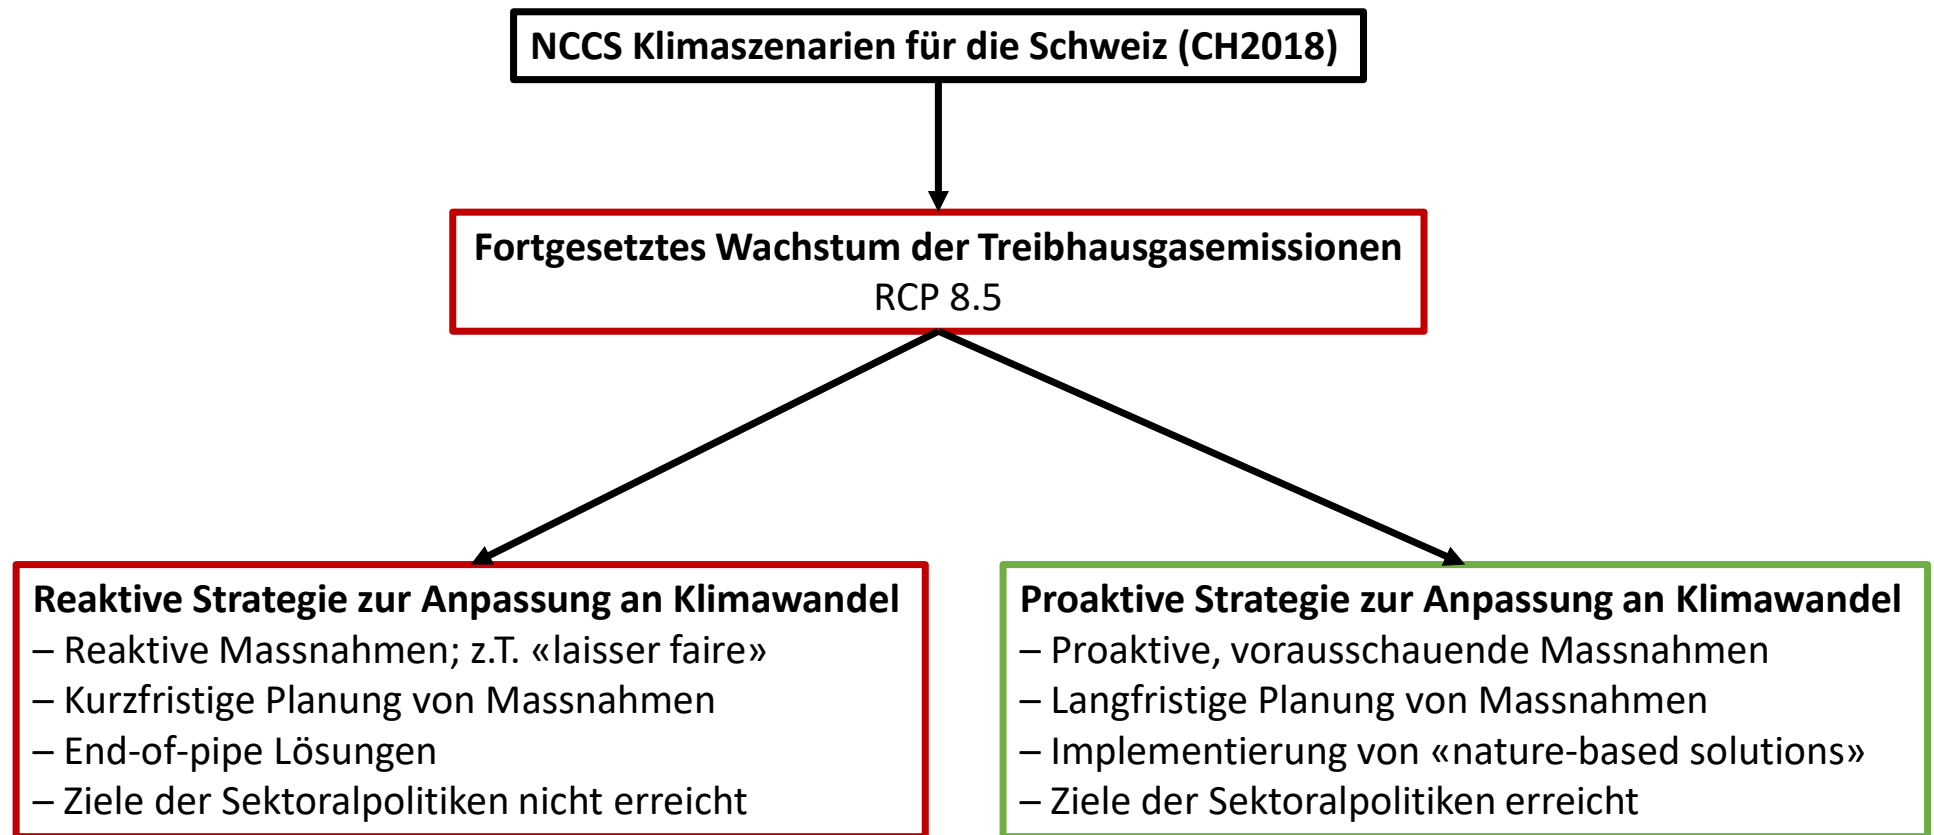 NCCS Klimaszenarien für die Schweiz (CH2018)
Fortgesetztes Wachstum der Treibhausgasemissionen
RCP 8.5
Reaktive Strategie zur Anpassung an Klimawandel
– Reaktive Massnahmen; z.T. «laisser faire»
– Kurzfristige Planung von Massnahmen
– End-of-pipe Lösungen
– Ziele der Sektoralpolitiken nicht erreicht
Proaktive Strategie zur Anpassung an Klimawandel
– Proaktive, vorausschauende Massnahmen
– Langfristige Planung von Massnahmen
– Implementierung von «nature-based solutions»
– Ziele der Sektoralpolitiken erreicht